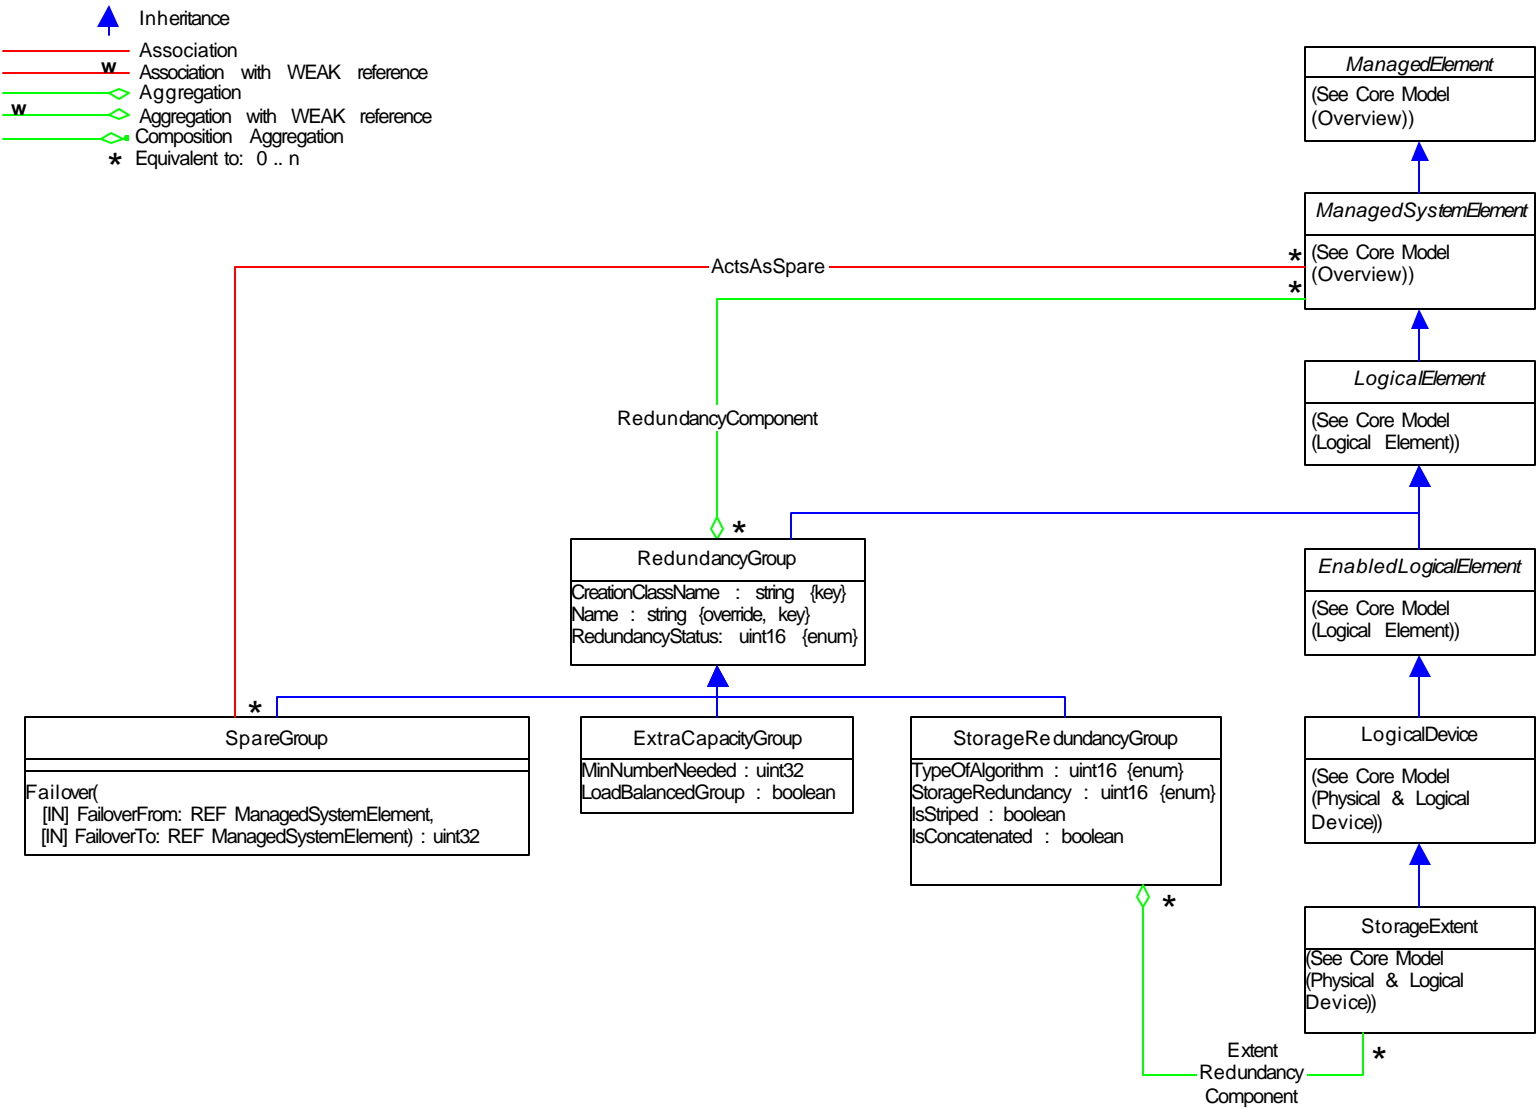 Inheritance
Association
w
Association with WEAK reference
Aggregation
w
Aggregation with WEAK reference
Composition Aggregation
* Equivalent to: 0 .. n
ManagedElement
(See Core Model
(Overview))
ManagedSystemElement
(See Core Model
(Overview))
*
*
ActsAsSpare
LogicalElement
(See Core Model
(Logical Element))
RedundancyComponent
*
RedundancyGroup
CreationClassName : string {key}
Name : string {override, key}
RedundancyStatus: uint16 {enum}
EnabledLogicalElement
(See Core Model
(Logical Element))
*
SpareGroup
Failover(
[IN] FailoverFrom: REF ManagedSystemElement,
[IN] FailoverTo: REF ManagedSystemElement) : uint32
ExtraCapacityGroup
MinNumberNeeded : uint32
LoadBalancedGroup : boolean
StorageRedundancyGroup
TypeOfAlgorithm : uint16 {enum}
StorageRedundancy : uint16 {enum}
IsStriped : boolean
IsConcatenated : boolean
*
LogicalDevice
(See Core Model
(Physical & Logical
Device))
StorageExtent
(See Core Model
(Physical & Logical
Device))
*
Extent
Redundancy
Component